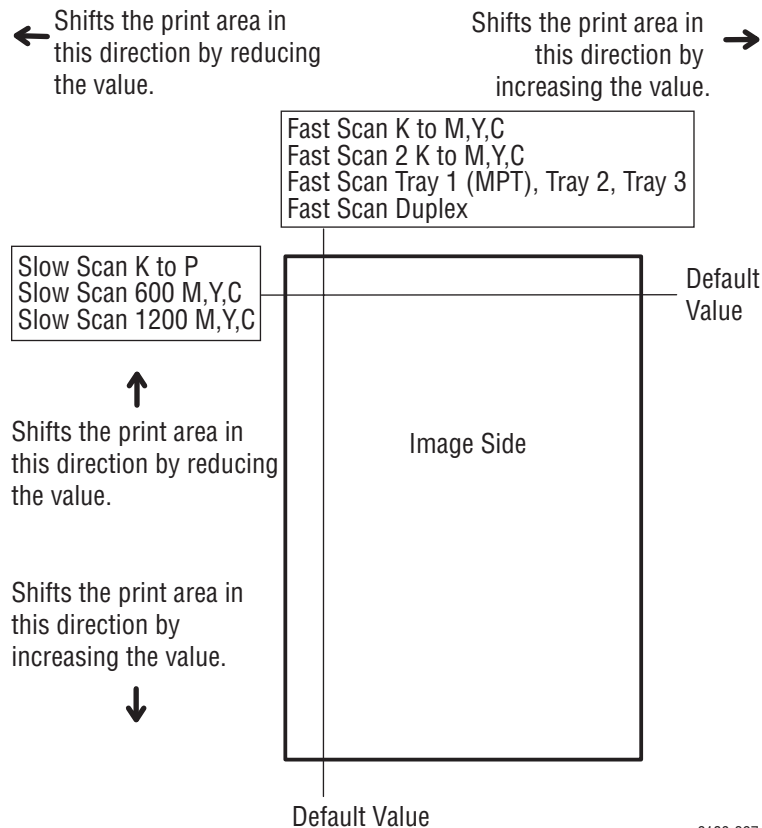 Shifts the print area in
this direction by reducing
the value.
Shifts the print area in
this direction by
increasing the value.
Fast Scan K to M,Y,C
Fast Scan 2 K to M,Y,C
Fast Scan Tray 1 (MPT), Tray 2, Tray 3
Fast Scan Duplex
Slow Scan K to P
Slow Scan 600 M,Y,C
Slow Scan 1200 M,Y,C
Default
Value
Shifts the print area in
this direction by reducing
the value.
Image Side
Shifts the print area in
this direction by
increasing the value.
Default Value